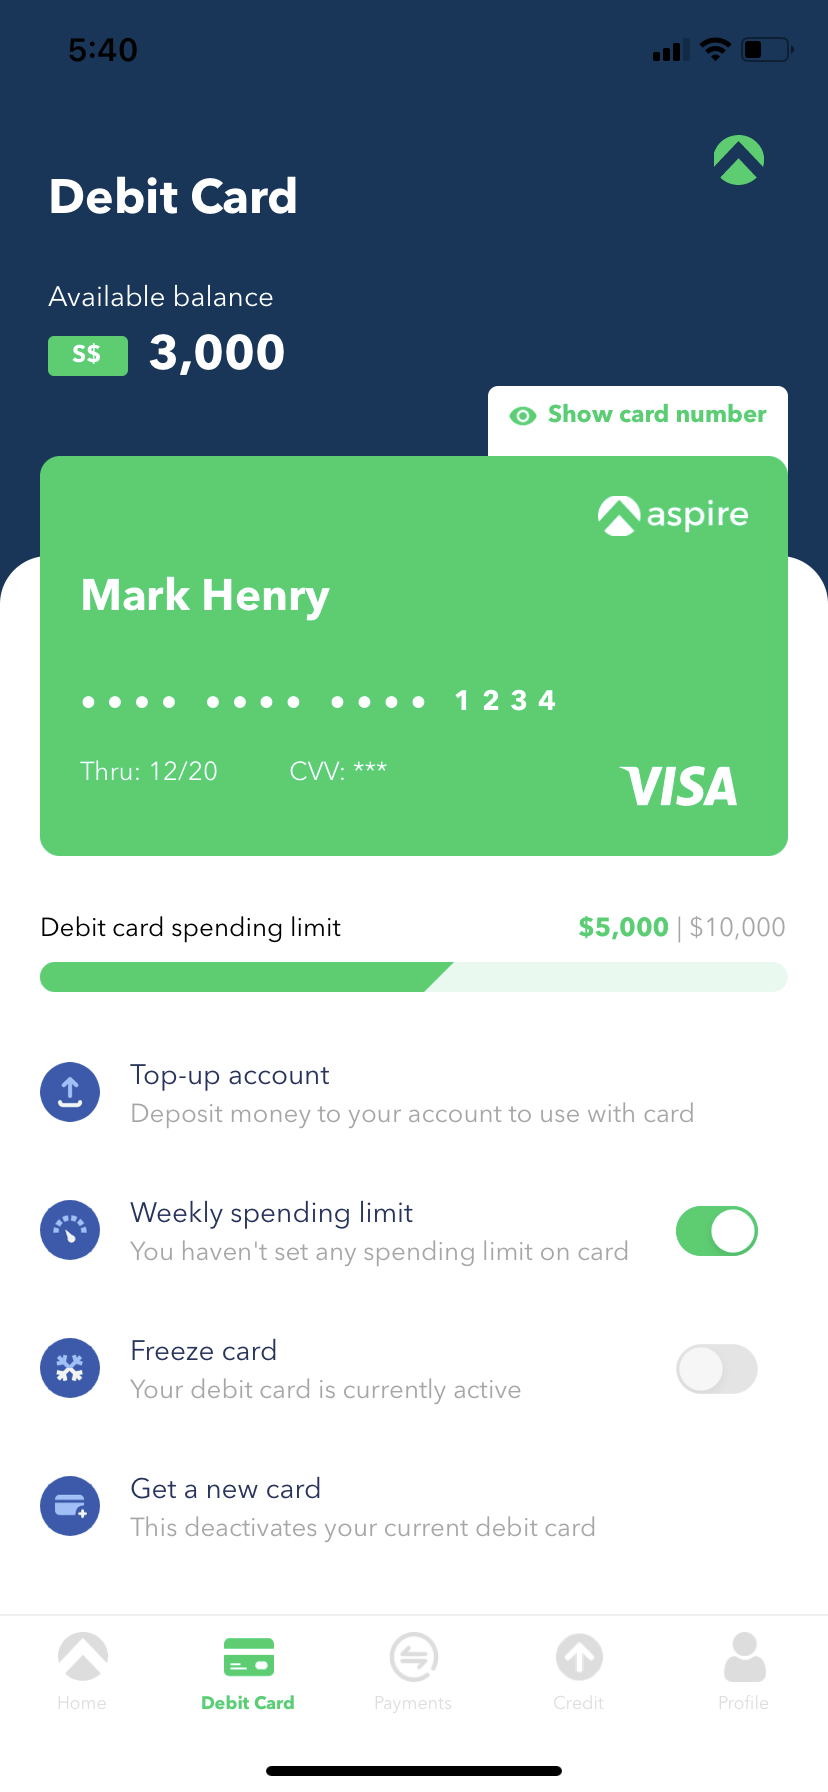 5:40
Debit Card
Available balance
S$ 3,000
Show card number
aspire
Mark Henry
•••• •••• •••• 1234
Thru: 12/20 CVV: ***
VISA
Debit card spending limit $5,000 | $10,000
Top-up account
Deposit money to your account to use with card
Weekly spending limit
You haven't set any spending limit on card
Freeze card
Your debit card is currently active
Get a new card
This deactivates your current debit card
Home Debit Card Payments Credit Profile